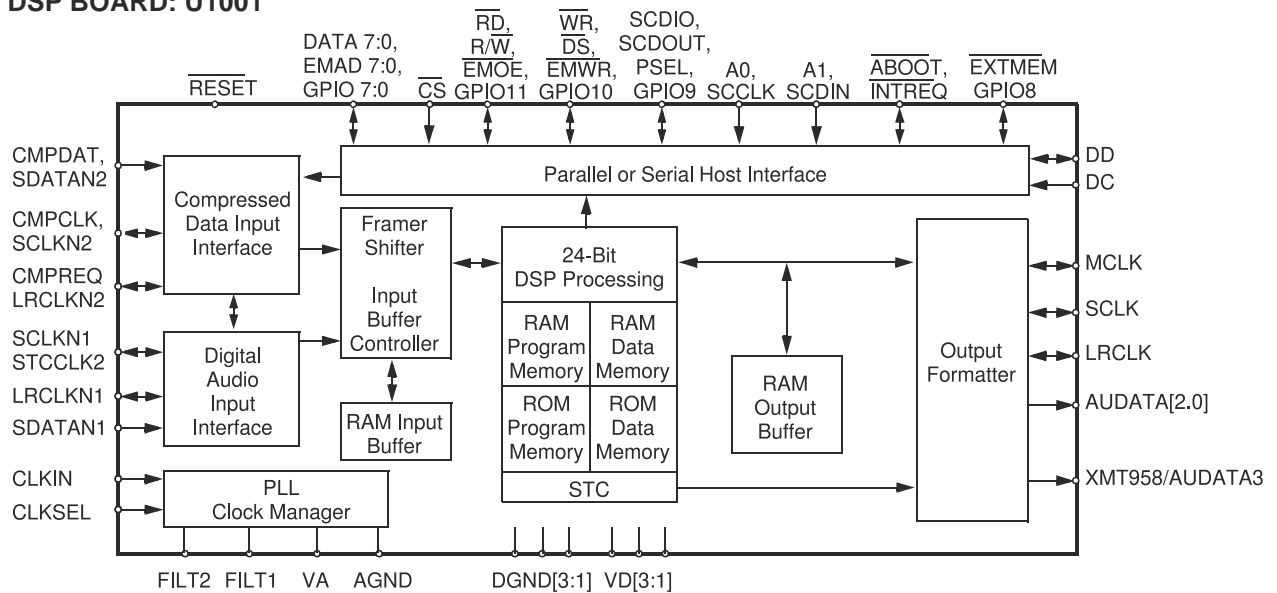 DSP BOARD: U1001
RESET
DATA 7:0,
EMAD 7:0,
GPIO 7:0
CS
RD,
R/W,
EMOE,
GPIO11
WR,
DS,
EMWR,
GPIO10
SCDIO,
SCDOUT,
PSEL,
GPIO9
A0,
SCCLK
A1,
SCDIN
ABOOT,
INTREQ
EXTMEM
GPIO8
CMPDAT,
SDATAN2
CMPCLK,
SCLKN2
CMPREQ
LRCLKN2
SCLKN1
STCCLK2
LRCLKN1
SDATAN1
CLKIN
CLKSEL
Compressed
Data Input
Interface
Digital
Audio
Input
Interface
PLL
Clock Manager
Parallel or Serial Host Interface
Framer
Shifter
Input
Buffer
Controller
RAM Input
Buffer
24-Bit
DSP Processing
RAM
Program
Memory
RAM
Data
Memory
ROM
Program
Memory
ROM
Data
Memory
STC
RAM
Output
Buffer
Output
Formatter
DD
DC
MCLK
SCLK
LRCLK
AUDATA[2.0]
XMT958/AUDATA3
FILT2
FILT1
VA
AGND
DGND[3:1]
VD[3:1]